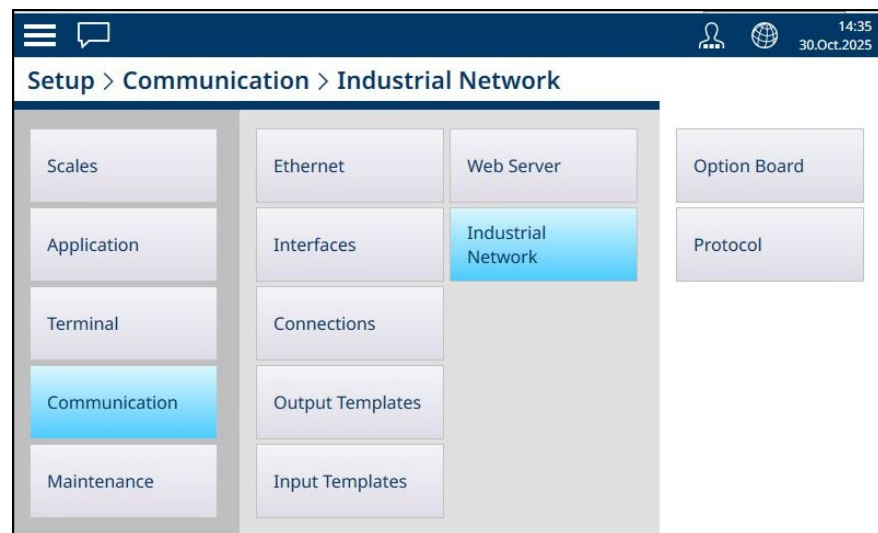 14:35
30.Oct.2025
Setup > Communication > Industrial Network
Scales
Ethernet
Web Server
Option Board
Application
Interfaces
Industrial
Network
Protocol
Terminal
Connections
Communication
Output Templates
Maintenance
Input Templates